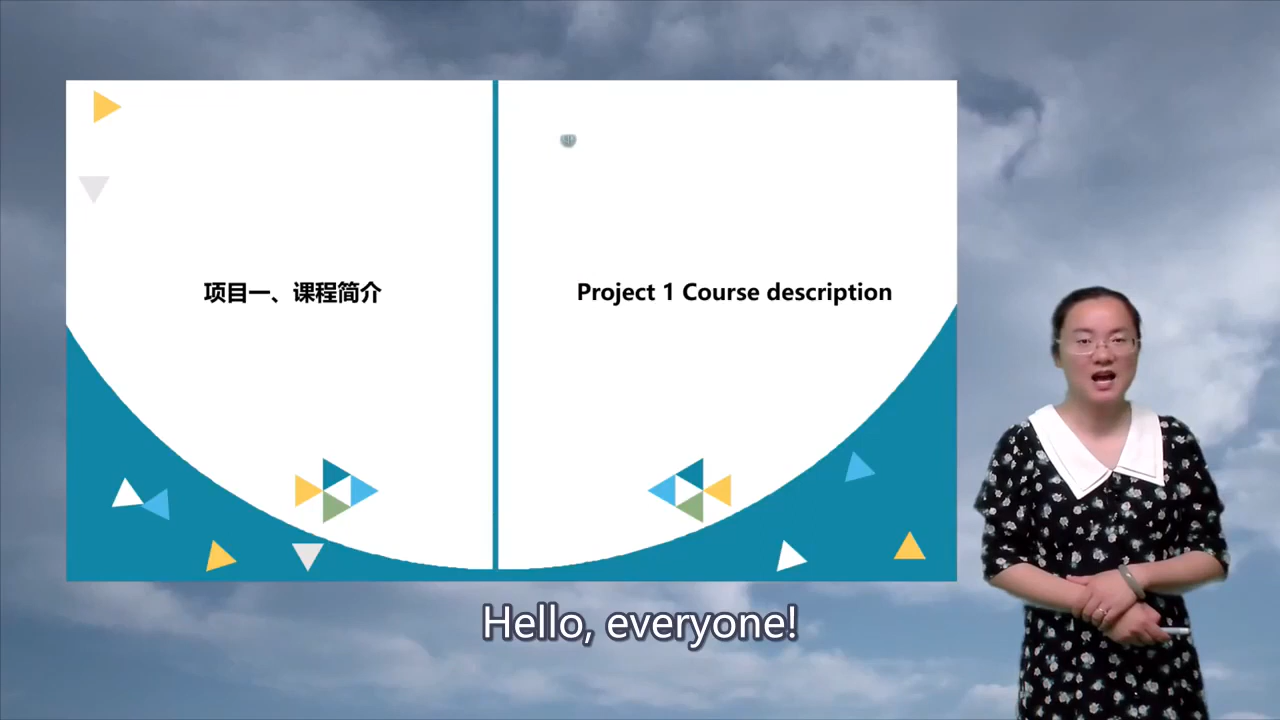 项目一、课程简介
Project 1 Course description
Hello, everyone!